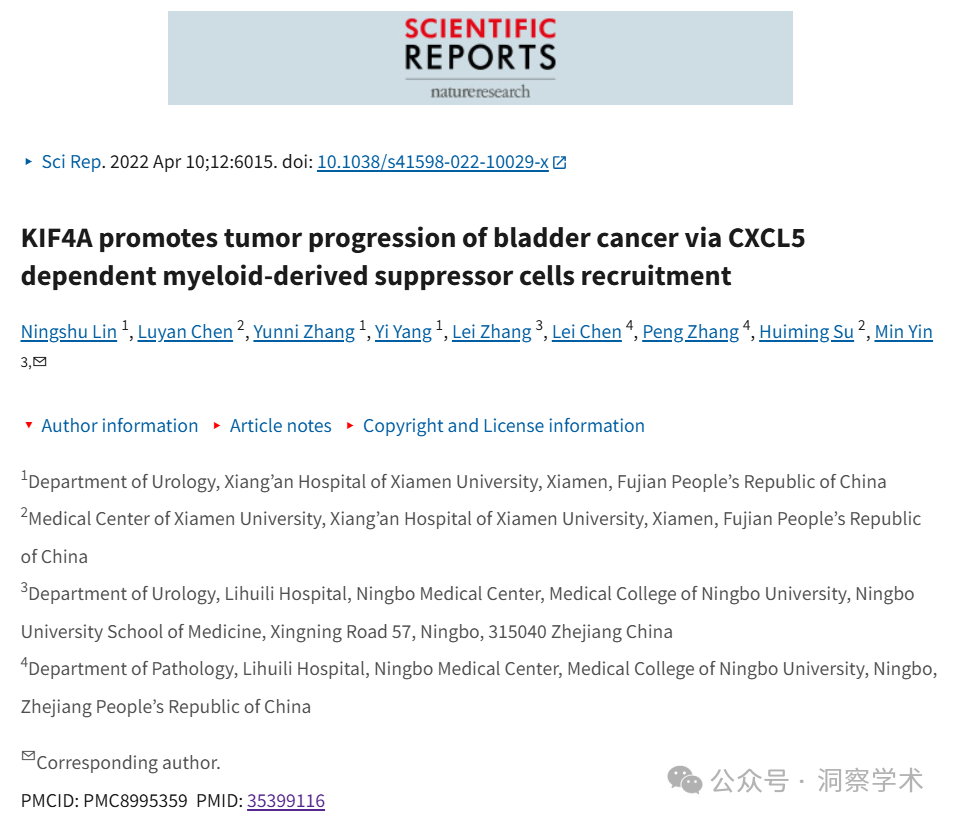 SCIENTIFIC
REPORTS
natureresearch
Sci Rep. 2022 Apr 10;12:6015. doi: 10.1038/s41598-022-10029-x
KIF4A promotes tumor progression of bladder cancer via CXCL5
dependent myeloid-derived suppressor cells recruitment
Ningshu Lin 1, Luyan Chen 2, Yunni Zhang 1, Yi Yang 1, Lei Zhang 3, Lei Chen 4, Peng Zhang 4, Huiming Su 2, Min Yin
3,✉
Author information Article notes Copyright and License information
1Department of Urology, Xiang’an Hospital of Xiamen University, Xiamen, Fujian People’s Republic of China
2Medical Center of Xiamen University, Xiang’an Hospital of Xiamen University, Xiamen, Fujian People’s Republic
of China
3Department of Urology, Lihuili Hospital, Ningbo Medical Center, Medical College of Ningbo University, Ningbo
University School of Medicine, Xingning Road 57, Ningbo, 315040 Zhejiang China
4Department of Pathology, Lihuili Hospital, Ningbo Medical Center, Medical College of Ningbo University, Ningbo,
Zhejiang People’s Republic of China
✉Corresponding author.
公众号 · 洞察学术
PMCID: PMC8995359 PMID: 35399116